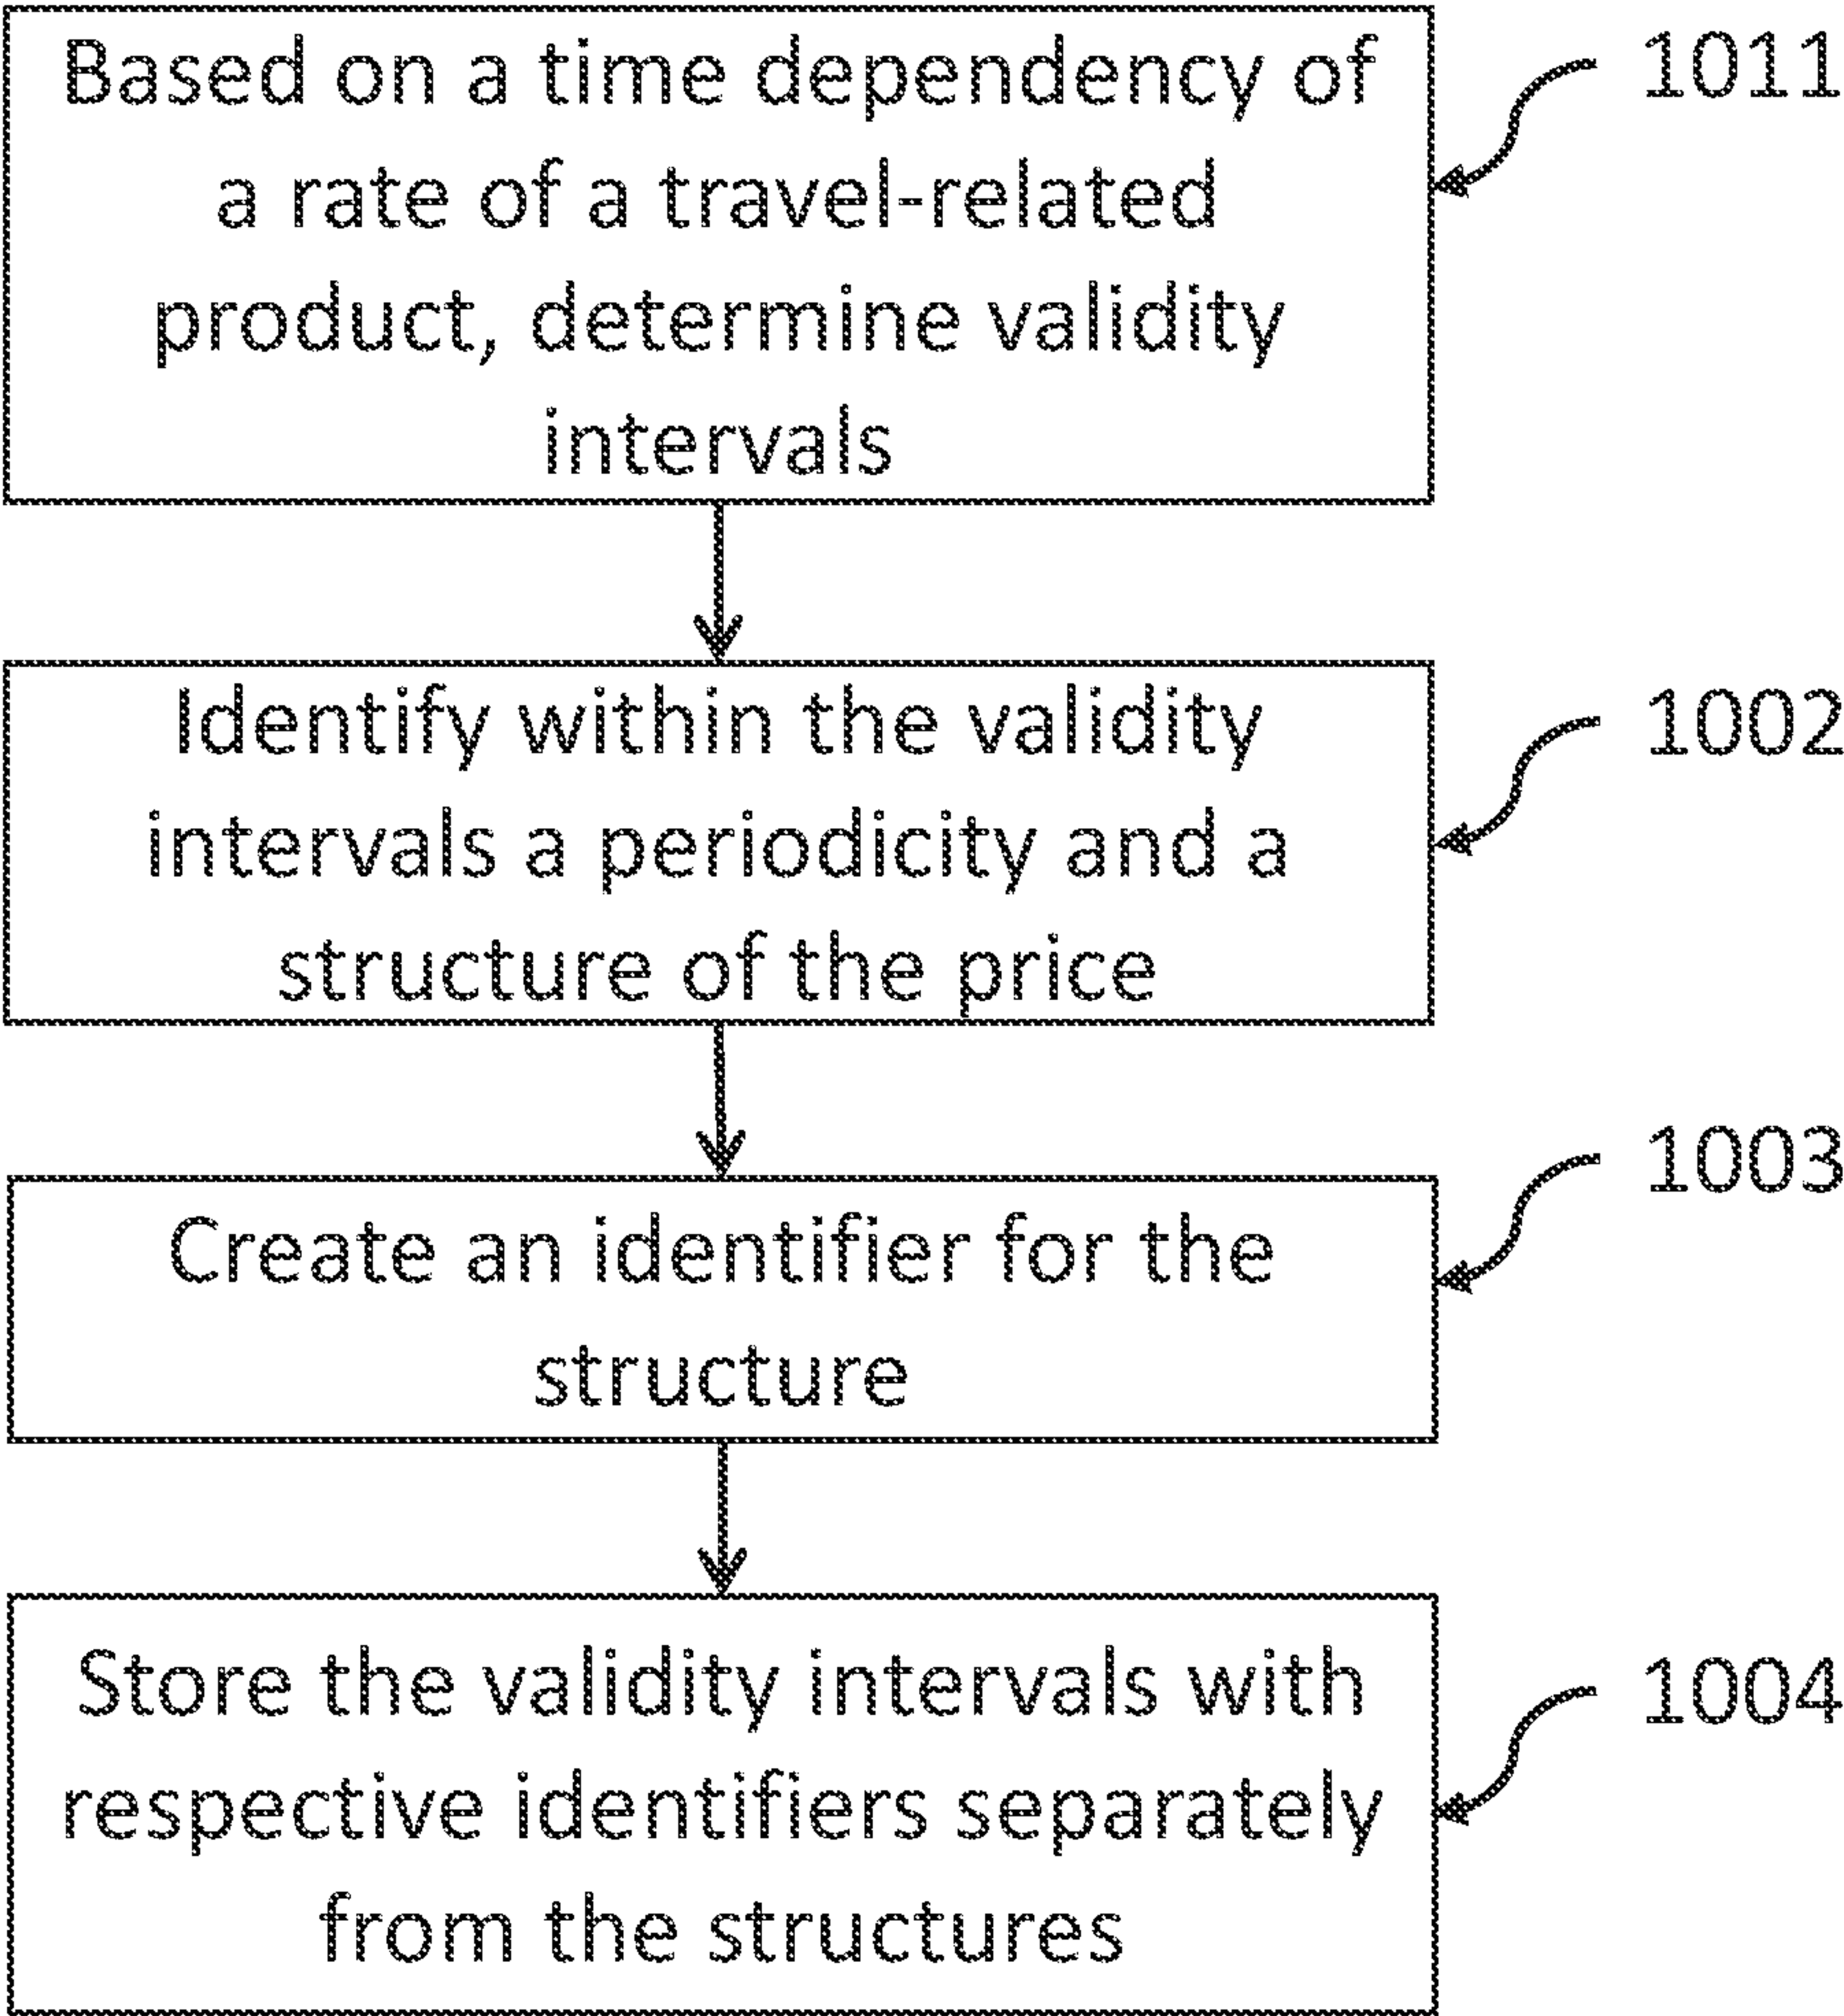 Based on a time dependency of
1011
a rate of a travel-related
product, determine validity
intervals
Identify within the validity
1002
intervals a periodicity and a
structure of the price
1003
Create an identifier for the
structure
Store the validity intervals with
1004
respective identifiers separately
from the structures